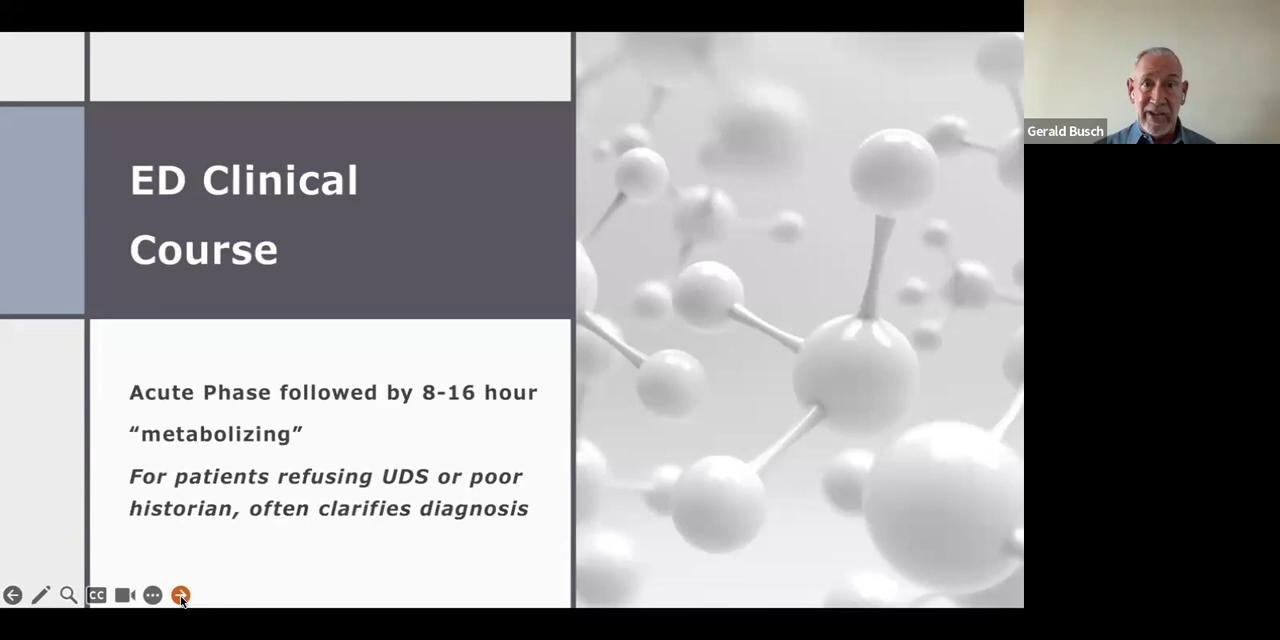 ED Clinical
Course
Acute Phase followed by 8-16 hour
“metabolizing”
For patients refusing UDS or poor
historian, often clarifies diagnosis
CC
Gerald Busch